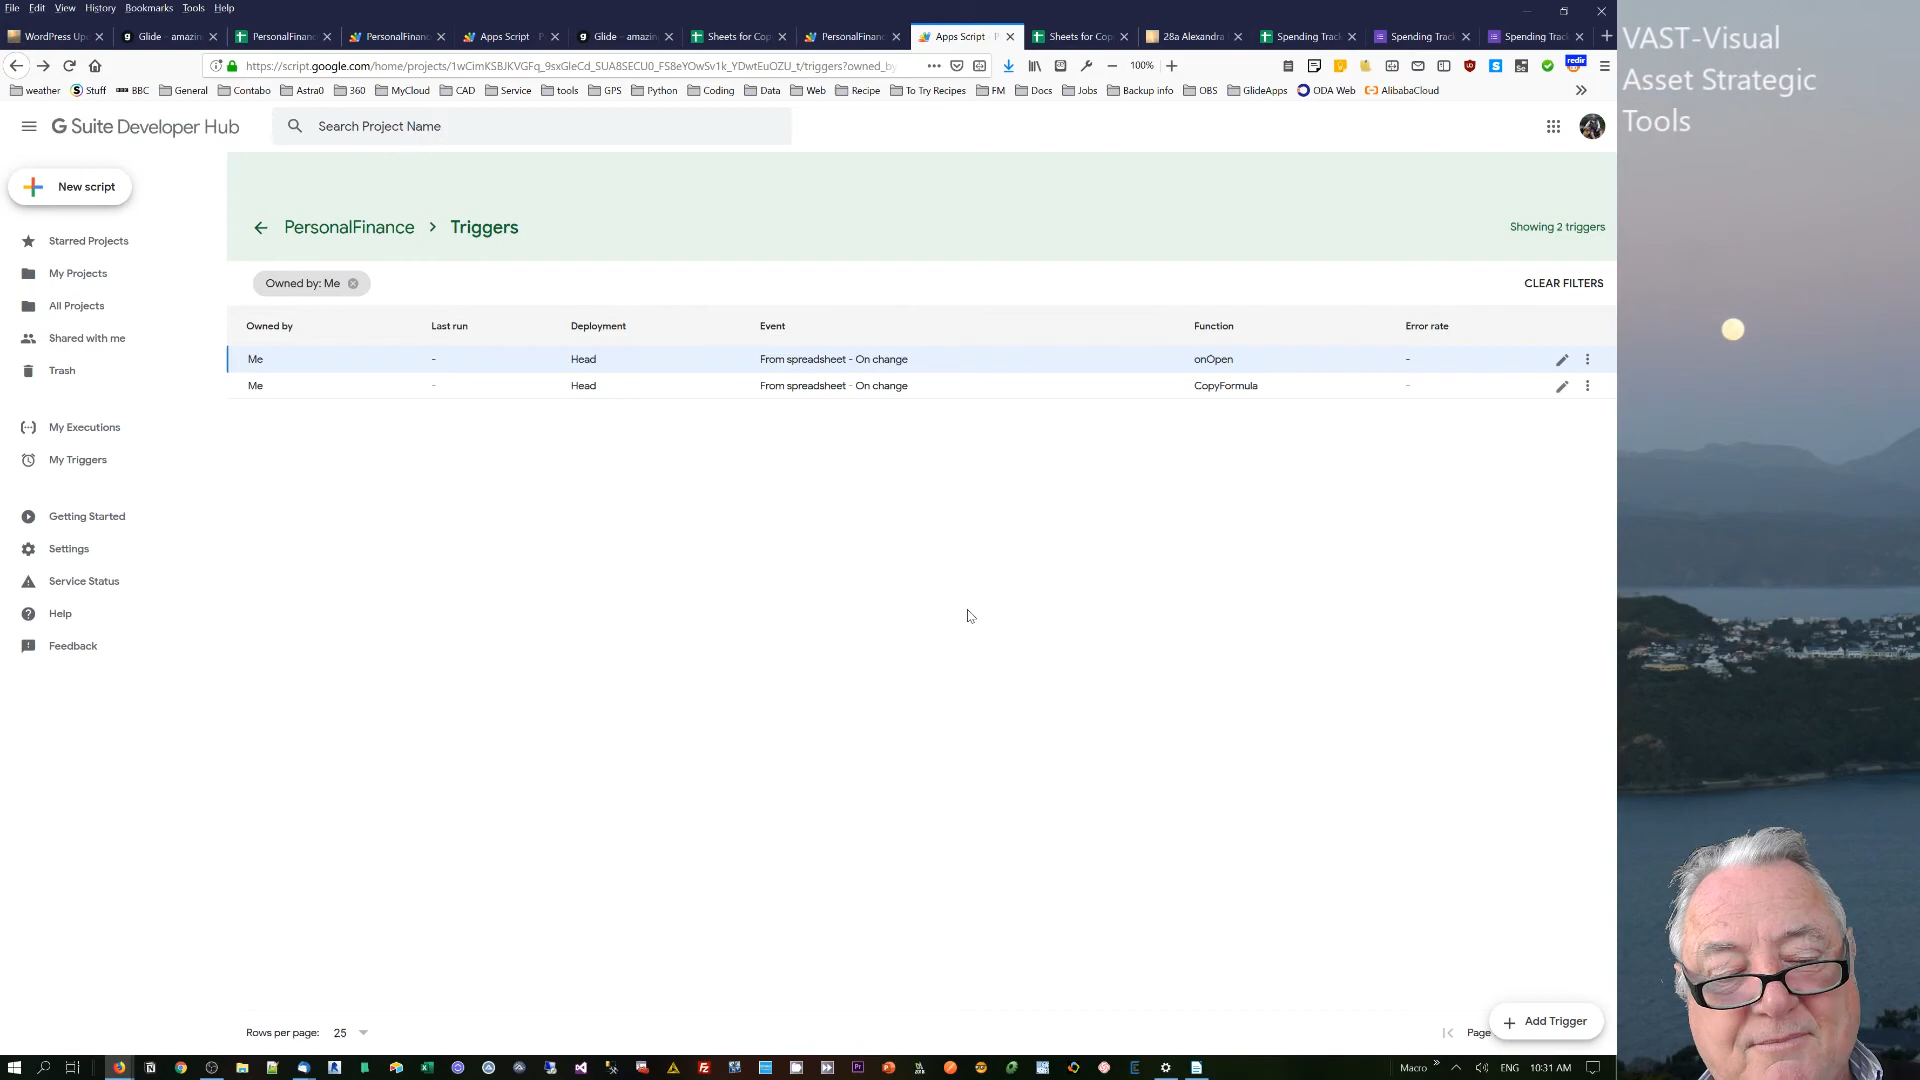 File Edit View History Bookmarks Tools Help
WordPress Up
Glide – amazin
PersonalFinanc
PersonalFinanc
Apps Script - P
Glide – amazin
Sheets for Cop
PersonalFinanc
Apps Script - P
Sheets for Cop
28a Alexandra
Spending Track
Spending Track
Spending Track
https://script.google.com/home/projects/1wCimKSBJKVGFq_9sxGleCd_SUA8SECU0_FS8eYOwSv1k_YDwtEuOZU_t/triggers?owned_by
100%
redir
weather Stuff BBC General Contabo Astra0 360 MyCloud CAD Service tools GPS Python Coding Data Web Recipe To Try Recipes FM Docs Jobs Backup info OBS GlideApps ODA Web AlibabaCloud
VAST-Visual
Asset Strategic
Tools
G Suite Developer Hub
Search Project Name
New script
Starred Projects
My Projects
All Projects
Shared with me
Trash
My Executions
My Triggers
Getting Started
Settings
Service Status
Help
Feedback
PersonalFinance > Triggers
Showing 2 triggers
Owned by: Me
CLEAR FILTERS
Owned by Last run Deployment Event Function Error rate
Me - Head From spreadsheet - On change onOpen -
Me - Head From spreadsheet - On change CopyFormula -
Rows per page: 25
Page
Add Trigger
Macro
ENG
10:31 AM